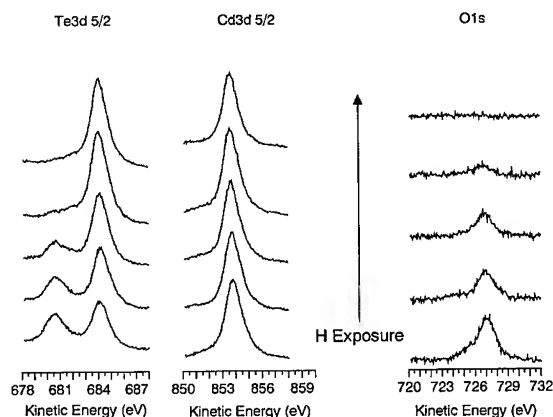 Te3d 5/2
Cd3d 5/2
O1s
H Exposure
678 681 684 687
850 853 856 859
720 723 726 729 732
Kinetic Energy (eV)
Kinetic Energy (eV)
Kinetic Energy (eV)